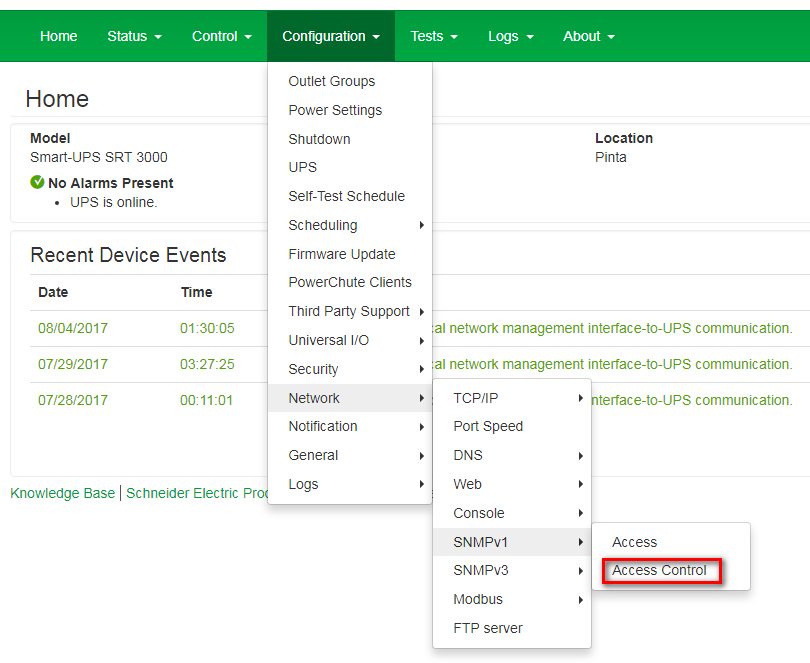 Home Status Control Configuration Tests Logs About
Home
Model
Smart-UPS SRT 3000
No Alarms Present
UPS is online.
Location
Pinta
Recent Device Events
Date Time
08/04/2017 01:30:05 network management interface-to-UPS communication.
07/29/2017 03:27:25 network management interface-to-UPS communication.
07/28/2017 00:11:01 interface-to-UPS communication.
Knowledge Base | Schneider Electric
Outlet Groups
Power Settings
Shutdown
UPS
Self-Test Schedule
Scheduling
Firmware Update
PowerChute Clients
Third Party Support
Universal I/O
Security
Network
Notification
General
Logs
TCP/IP
Port Speed
DNS
Web
Console
SNMPv1
SNMPv3
Modbus
FTP server
Access
Access Control